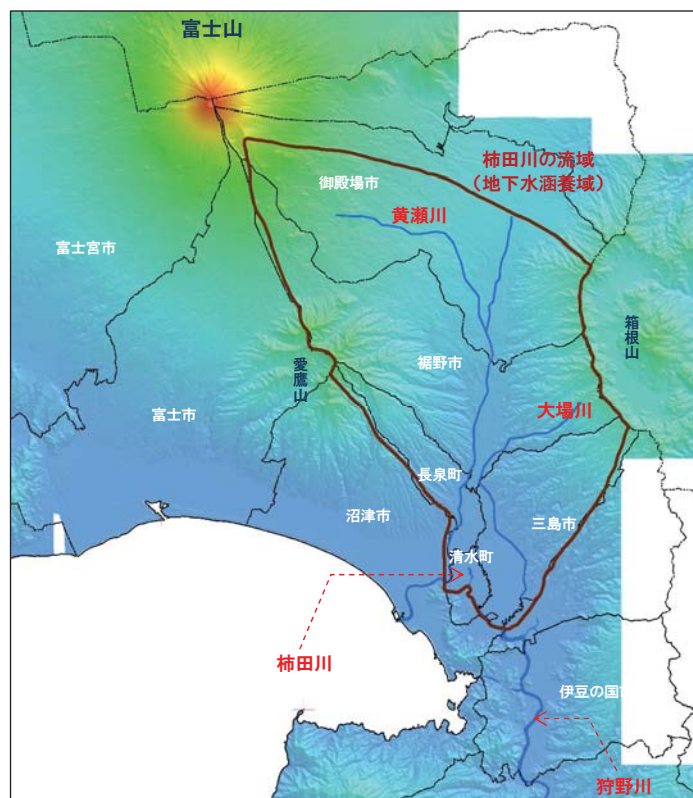 富士山
柿田川の流域
（地下水涵養域）
御殿場市
黄瀬川
富士宮市
箱根山
愛鷹山
裾野市
富士市
大場川
長泉町
沼津市
三島市
清水町
柿田川
伊豆の国
狩野川